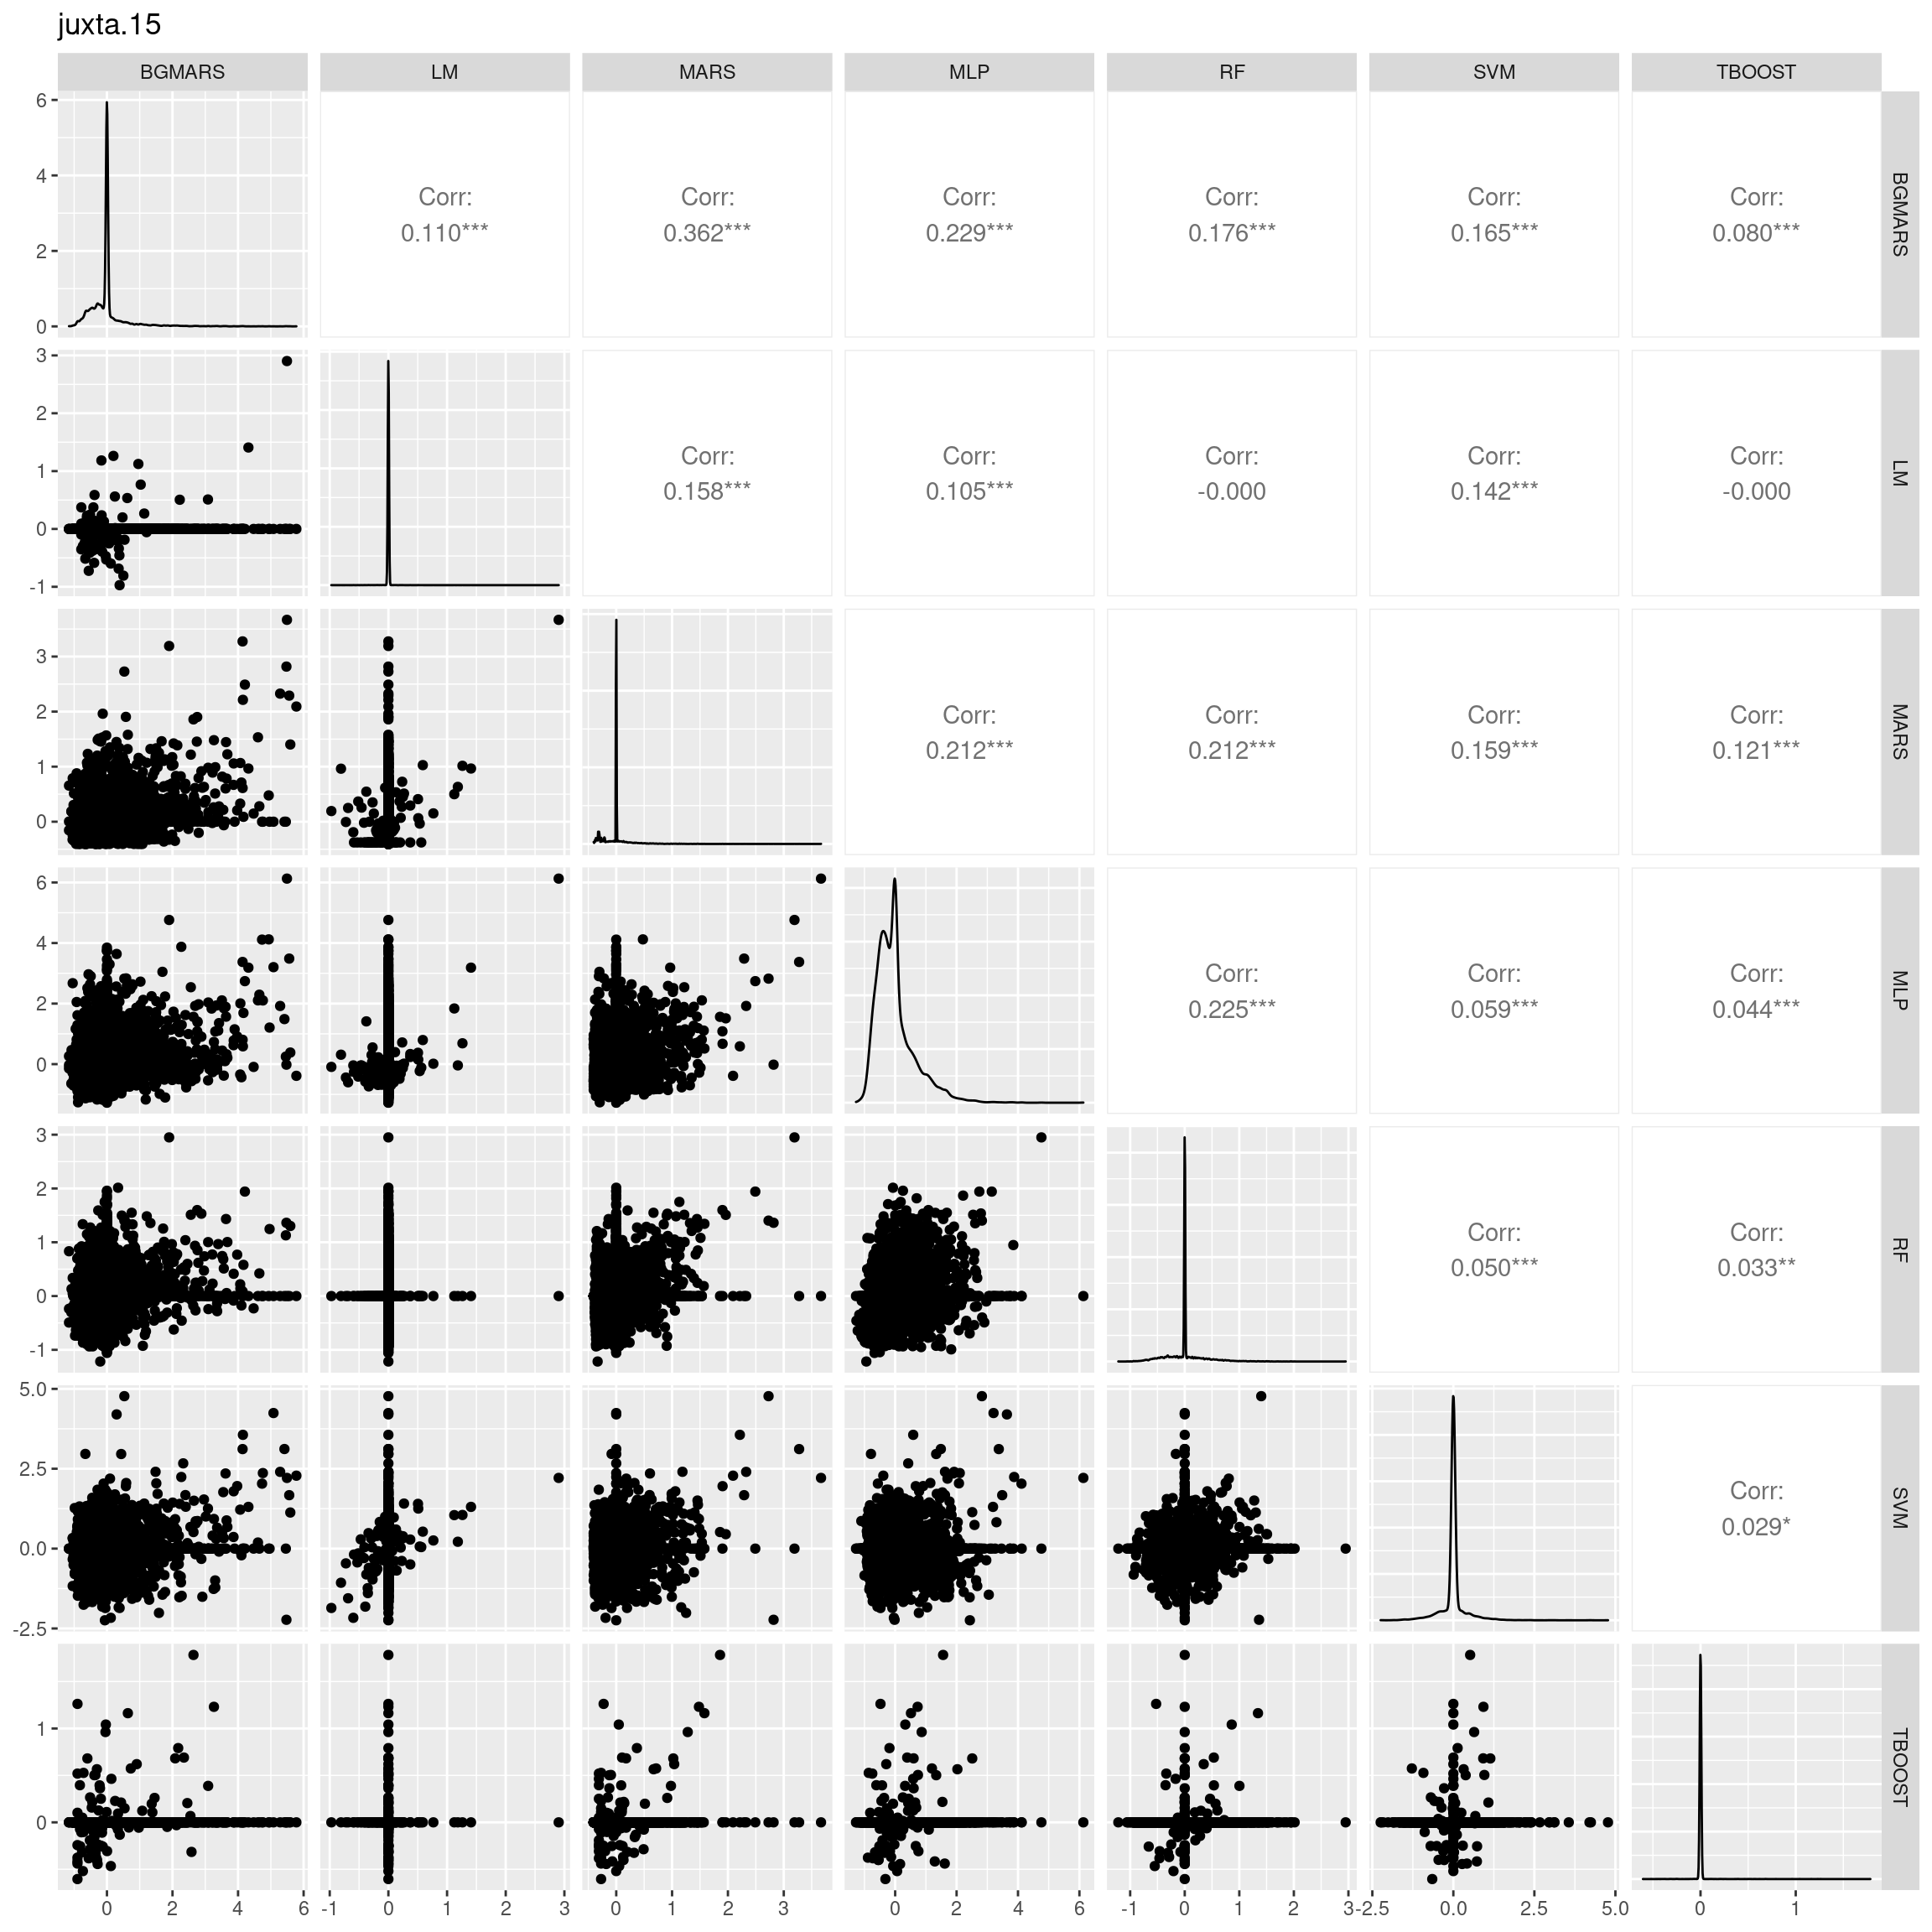 juxta.15
BGMARS LM MARS MLP RF SVM TBOOST
6
4
2
0
Corr:
0.110***
Corr:
0.362***
Corr:
0.229***
Corr:
0.176***
Corr:
0.165***
Corr:
0.080***
BGMARS
3
2
1
0
-1
Corr:
0.158***
Corr:
0.105***
Corr:
-0.000
Corr:
0.142***
Corr:
-0.000
LM
3
2
1
0
Corr:
0.212***
Corr:
0.212***
Corr:
0.159***
Corr:
0.121***
MARS
6
4
2
0
Corr:
0.225***
Corr:
0.059***
Corr:
0.044***
MLP
3
2
1
0
-1
Corr:
0.050***
Corr:
0.033**
RF
5.0
2.5
0.0
-2.5
Corr:
0.029*
SVM
1
0
TBOOST
0 2 4 6 -1 0 1 2 3 0 1 2 3 0 2 4 6 -1 0 1 2 3 -2.5 0.0 2.5 5.0 0 1